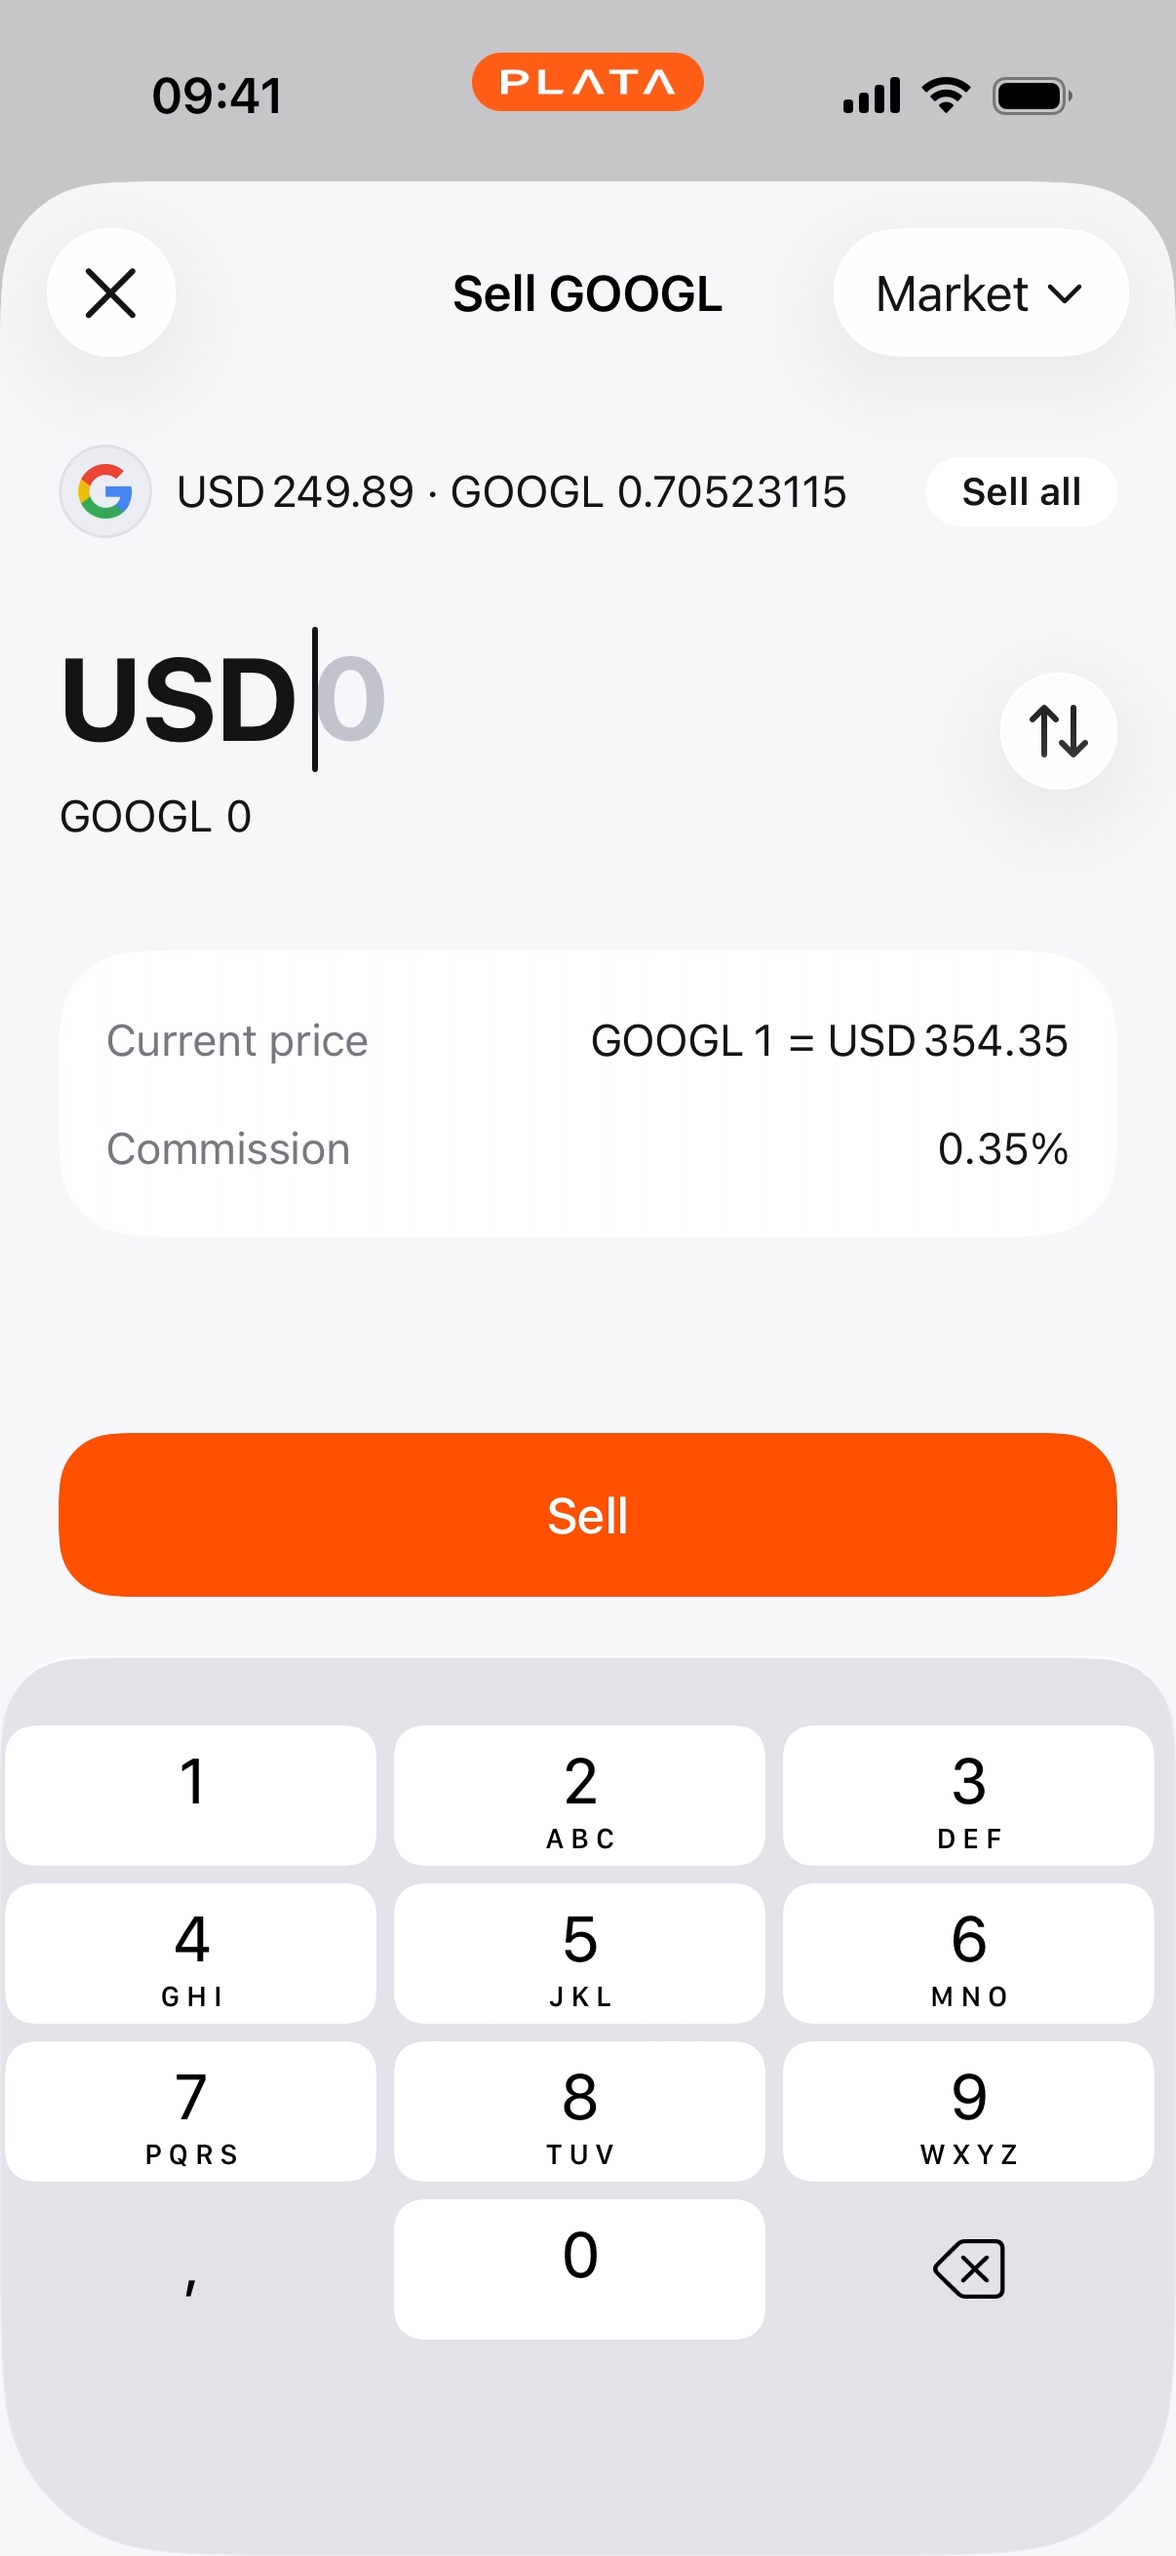 09:41
PLATA
Sell GOOGL
Market
USD 249.89 · GOOGL 0.70523115
Sell all
USD 0
GOOGL 0
Current price
GOOGL 1 = USD 354.35
Commission
0.35%
Sell
1
2
ABC
3
DEF
4
GHI
5
JKL
6
MNO
7
PQRS
8
TUV
9
WXYZ
,
0